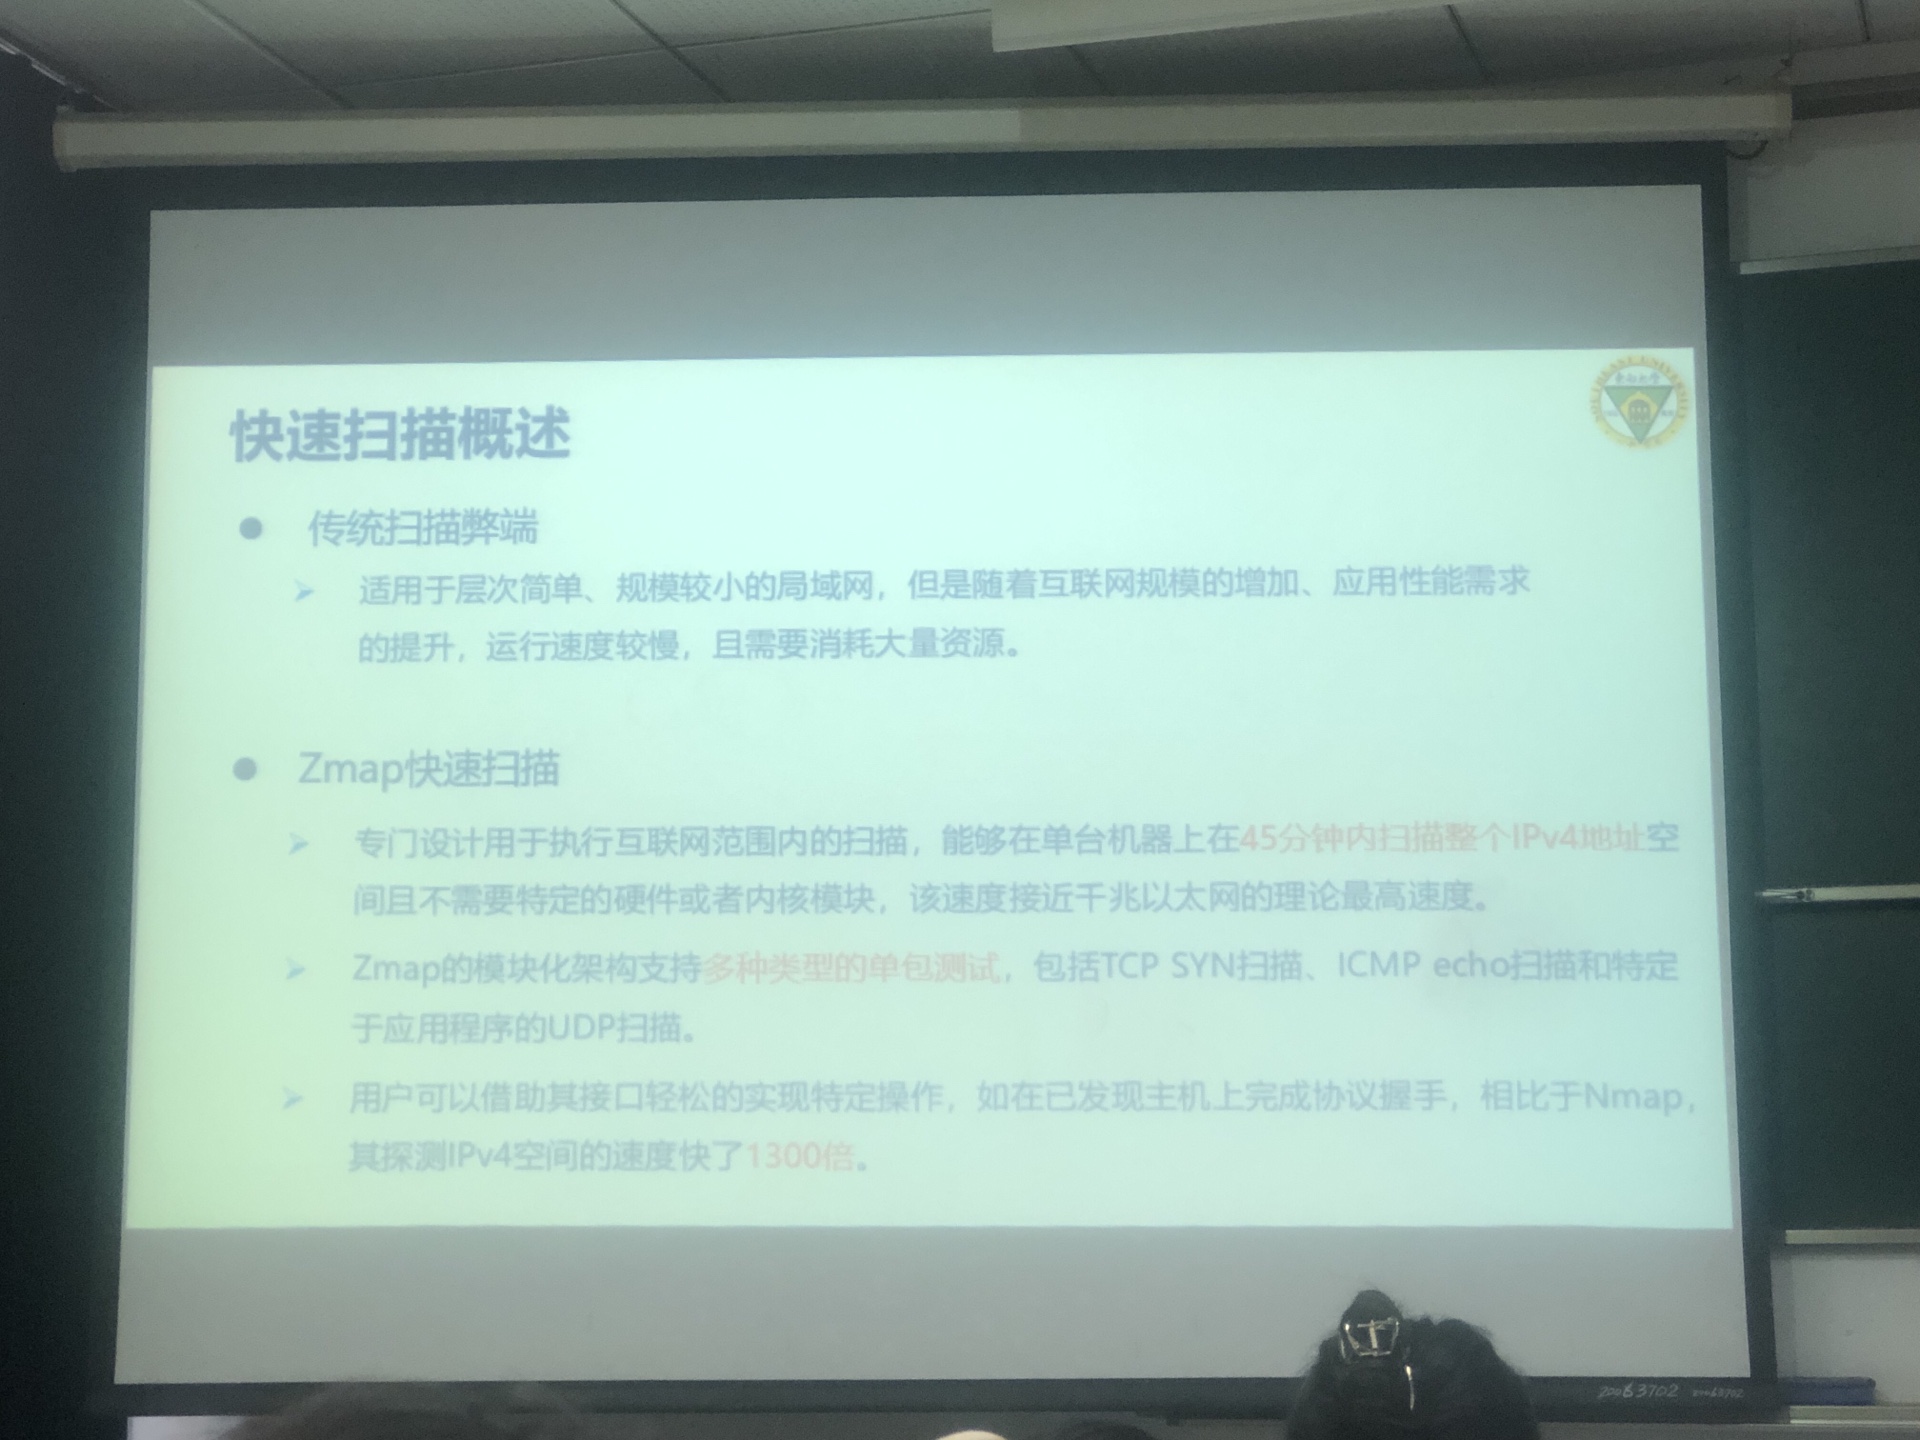 快速扫描概述
传统扫描弊端
适用于层次简单、规模较小的局域网，但是随着互联网规模的增加、应用性能需求
的提升，运行速度较慢，且需要消耗大量资源。
Zmap快速扫描
专门设计用于执行互联网范围内的扫描，能够在单台机器上在45分钟内扫描整个IPv4地址空
间且不需要特定的硬件或者内核模块，该速度接近千兆以太网的理论最高速度。
Zmap的模块化架构支持多种类型的单包测试，包括TCP SYN扫描、ICMP echo扫描和特定
于应用程序的UDP扫描。
用户可以借助其接口轻松的实现特定操作，如在已发现主机上完成协议握手，相比于Nmap，
其探测IPv4空间的速度快了1300倍。
20063702